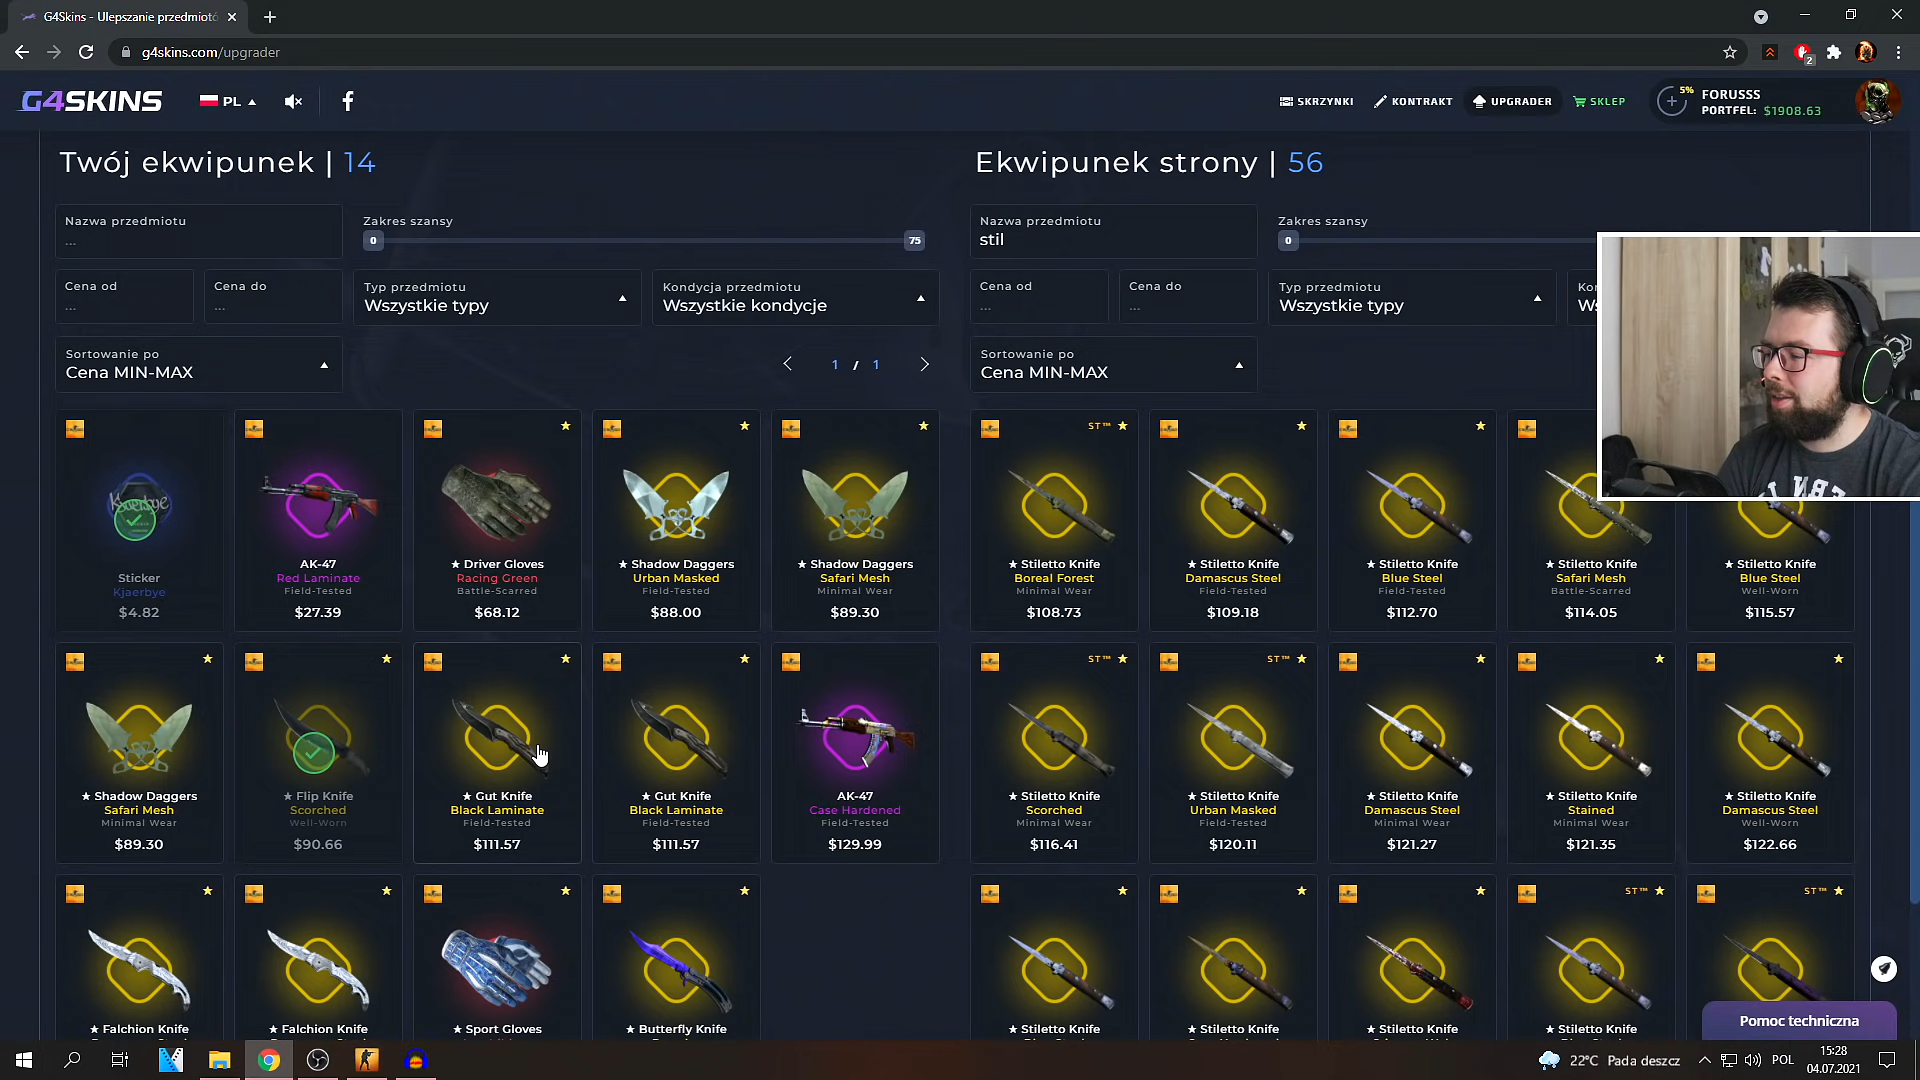 G4Skins - Ulepszanie przedmiotó
g4skins.com/upgrader
2
G4SKINS
PL
SKRZYNKI
KONTRAKT
UPGRADER
SKLEP
5%
FORUSSS
PORTFEL: $1908.63
Twój ekwipunek | 14
Nazwa przedmiotu
...
Zakres szansy
0
75
Cena od
...
Cena do
...
Typ przedmiotu
Wszystkie typy
Kondycja przedmiotu
Wszystkie kondycje
Sortowanie po
Cena MIN-MAX
1 / 1
Sticker
Kjaerbye
$4.82
AK-47
Red Laminate
Field-Tested
$27.39
★ Driver Gloves
Racing Green
Battle-Scarred
$68.12
★ Shadow Daggers
Urban Masked
Field-Tested
$88.00
★ Shadow Daggers
Safari Mesh
Minimal Wear
$89.30
★ Shadow Daggers
Safari Mesh
Minimal Wear
$89.30
★ Flip Knife
Scorched
Well-Worn
$90.66
★ Gut Knife
Black Laminate
Field-Tested
$111.57
★ Gut Knife
Black Laminate
Field-Tested
$111.57
AK-47
Case Hardened
Field-Tested
$129.99
★ Falchion Knife
★ Falchion Knife
★ Sport Gloves
★ Butterfly Knife
Ekwipunek strony | 56
Nazwa przedmiotu
stil
Zakres szansy
0
Cena od
...
Cena do
...
Typ przedmiotu
Wszystkie typy
Sortowanie po
Cena MIN-MAX
ST™
★ Stiletto Knife
Boreal Forest
Minimal Wear
$108.73
★ Stiletto Knife
Damascus Steel
Field-Tested
$109.18
★ Stiletto Knife
Blue Steel
Field-Tested
$112.70
★ Stiletto Knife
Safari Mesh
Battle-Scarred
$114.05
★ Stiletto Knife
Blue Steel
Well-Worn
$115.57
ST™
★ Stiletto Knife
Scorched
Minimal Wear
$116.41
ST™
★ Stiletto Knife
Urban Masked
Field-Tested
$120.11
★ Stiletto Knife
Damascus Steel
Minimal Wear
$121.27
★ Stiletto Knife
Stained
Minimal Wear
$121.35
★ Stiletto Knife
Damascus Steel
Well-Worn
$122.66
★ Stiletto Knife
★ Stiletto Knife
★ Stiletto Knife
ST™
★ Stiletto Knife
ST™
★ Stiletto Knife
Pomoc techniczna
22°C Pada deszcz
POL
15:28
04.07.2021